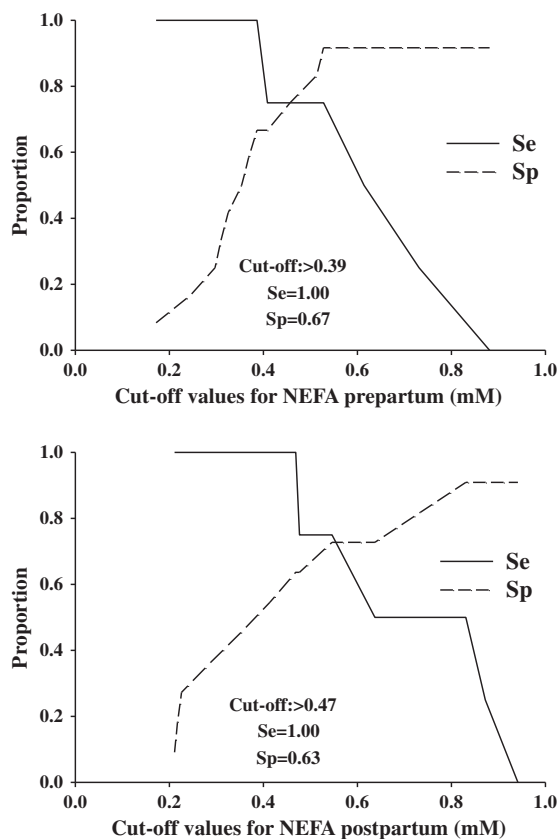 1.0
0.8
0.6
0.4
0.2
0.0
Proportion
Se
Sp
Cut-off:>0.39
Se=1.00
Sp=0.67
0.0 0.2 0.4 0.6 0.8 1.0
Cut-off values for NEFA prepartum (mM)
1.0
0.8
0.6
0.4
0.2
0.0
Proportion
Se
Sp
Cut-off:>0.47
Se=1.00
Sp=0.63
0.0 0.2 0.4 0.6 0.8 1.0
Cut-off values for NEFA postpartum (mM)